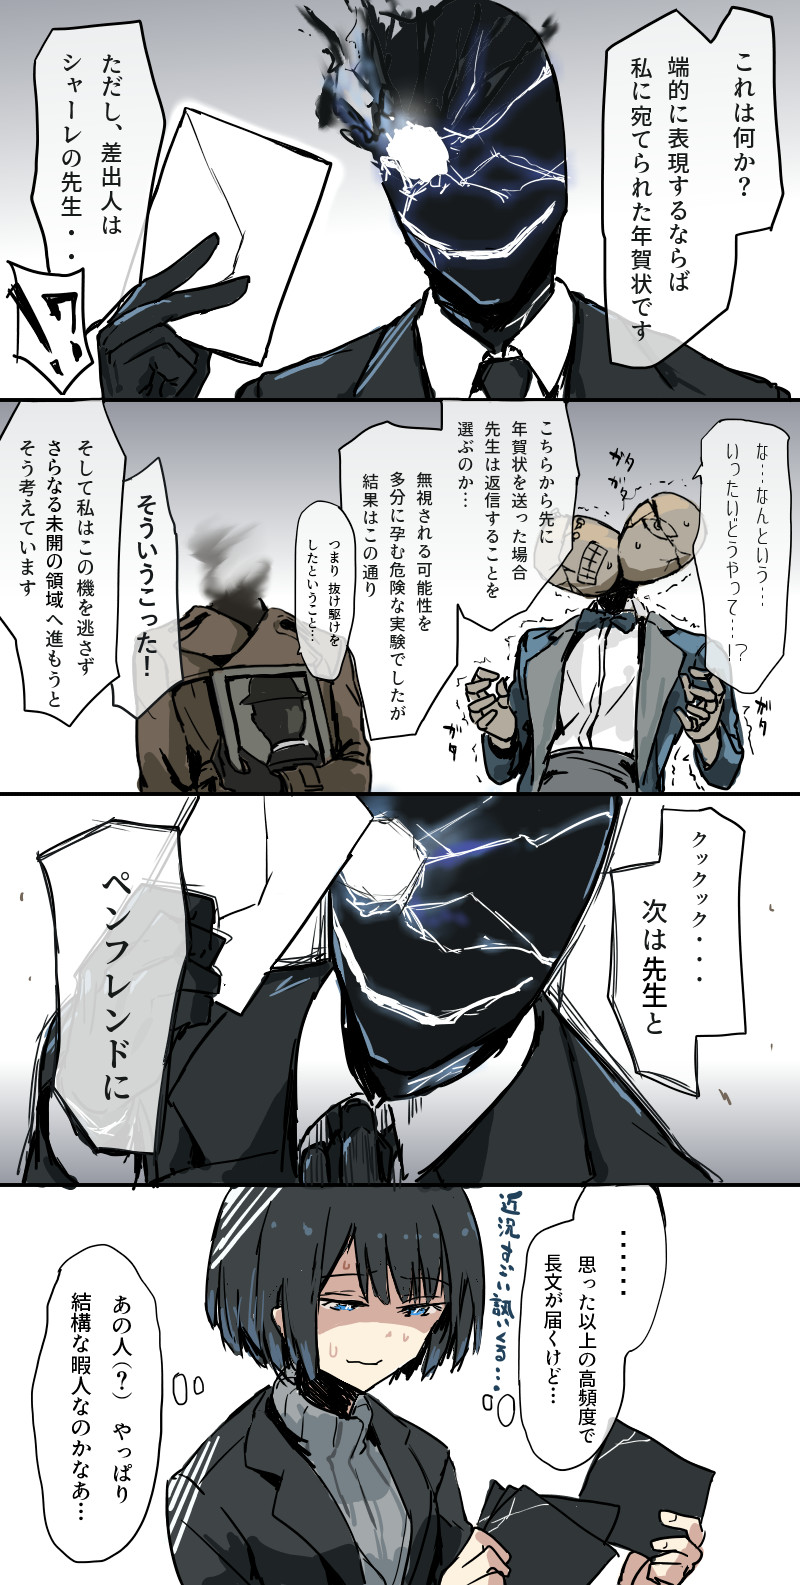 これは何か?
端的に表現するならば
私に宛てられた年賀状です
ただし、差出人は
シャーレの先生・・
!?
な…なんという…
いったいどうやって…!?
ガタ
ガタ
ガタ
ガタ
こちらから先に
年賀状を送った場合
先生は返信することを
選ぶのか…
無視される可能性を
多分に孕む危険な実験でしたが
結果はこの通り
つまり抜け駆けを
したということ…
そういうこった!
そして私はこの機を逃さず
さらなる未開の領域へ進もうと
そう考えています
クックック・・・
次は先生と
ペンフレンドに
・・・・・・
思った以上の高頻度で
長文が届くけど…
近況すごい訊いてくる…
あの人(?)やっぱり
結構な暇人なのかなあ…